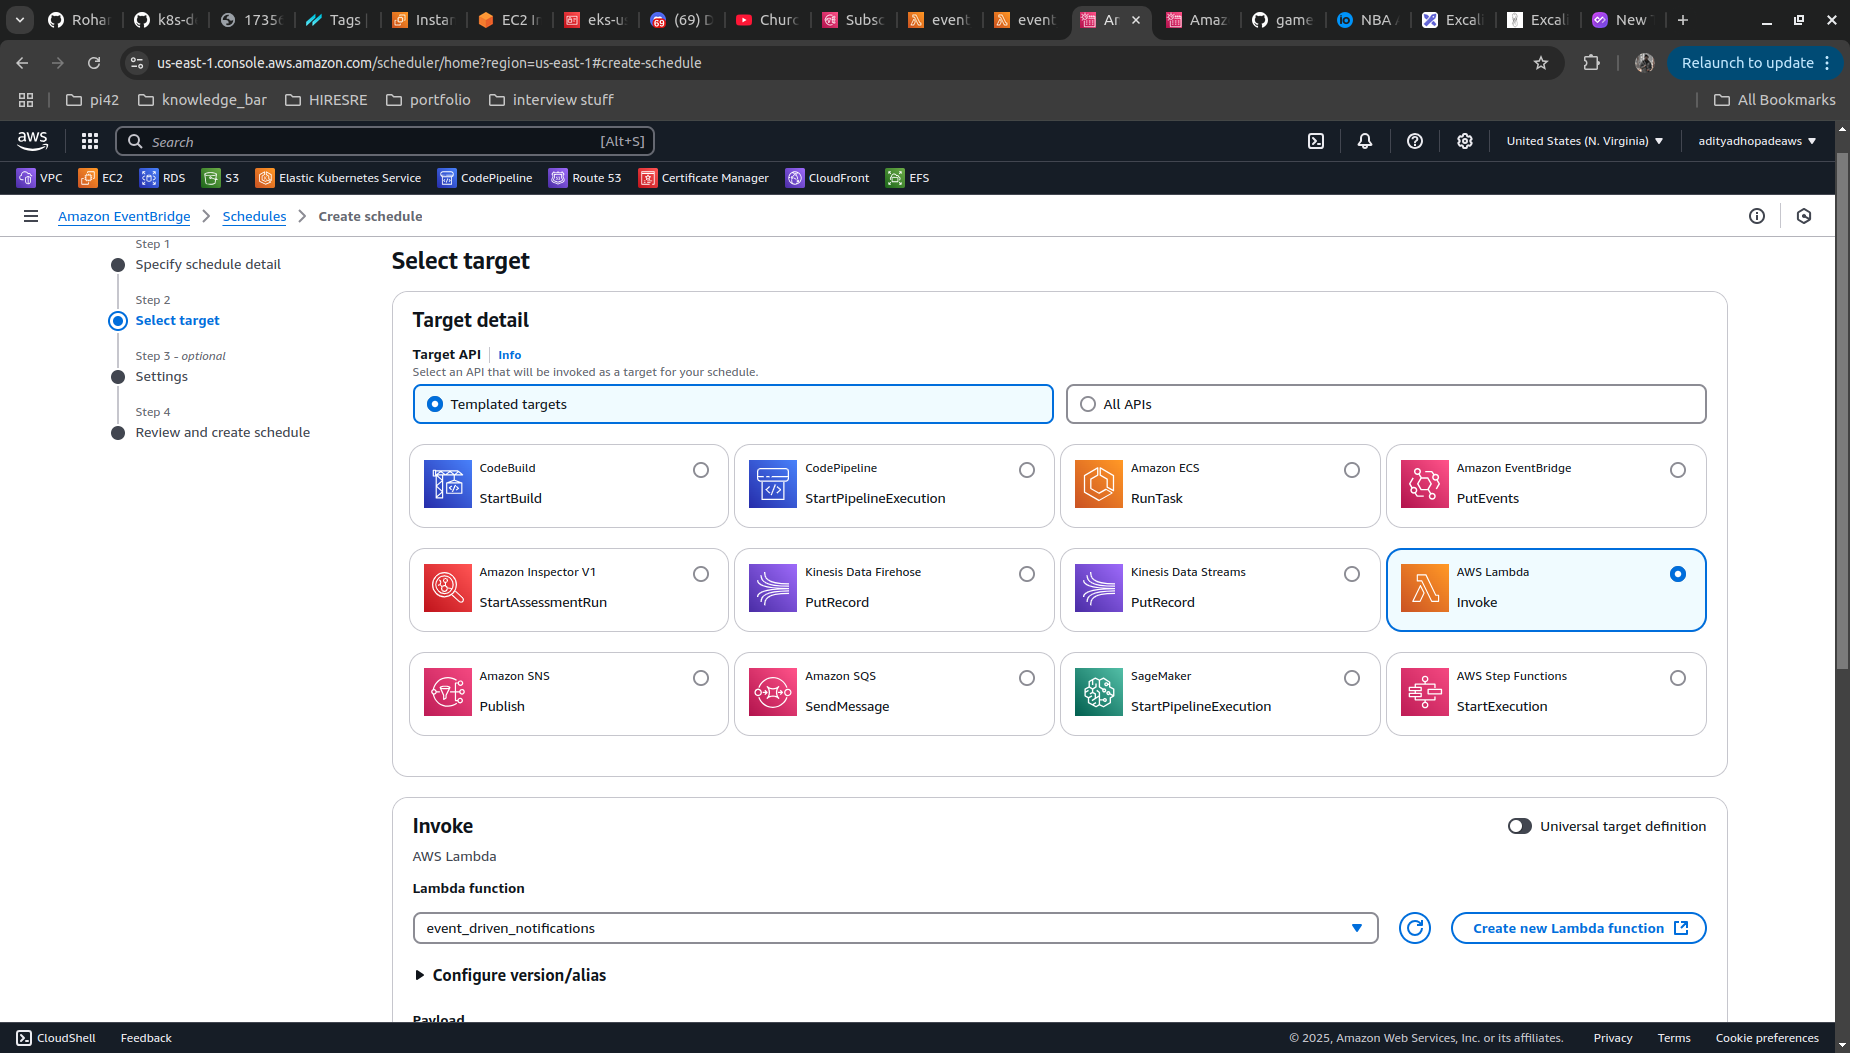 Rohar
k8s-d
1735
Tags
Instar
EC2 Ir
eks-u
(69) D
Churc
Subsc
event
event
Ar
Amaz
game
NBA
Excali
Excali
New
us-east-1.console.aws.amazon.com/scheduler/home?region=us-east-1#create-schedule
Relaunch to update
pi42
knowledge_bar
HIRESRE
portfolio
interview stuff
All Bookmarks
aws
Search
[Alt+S]
United States (N. Virginia)
adityadhopadeaws
VPC
EC2
RDS
S3
Elastic Kubernetes Service
CodePipeline
Route 53
Certificate Manager
CloudFront
EFS
Amazon EventBridge
Schedules
Create schedule
Step 1
Specify schedule detail
Step 2
Select target
Step 3 - optional
Settings
Step 4
Review and create schedule
Select target
Target detail
Target API
Info
Select an API that will be invoked as a target for your schedule.
Templated targets
All APIs
CodeBuild
StartBuild
CodePipeline
StartPipelineExecution
Amazon ECS
RunTask
Amazon EventBridge
PutEvents
Amazon Inspector V1
StartAssessmentRun
Kinesis Data Firehose
PutRecord
Kinesis Data Streams
PutRecord
AWS Lambda
Invoke
Amazon SNS
Publish
Amazon SQS
SendMessage
SageMaker
StartPipelineExecution
AWS Step Functions
StartExecution
Invoke
Universal target definition
AWS Lambda
Lambda function
event_driven_notifications
Create new Lambda function
Configure version/alias
Payload
CloudShell
Feedback
© 2025, Amazon Web Services, Inc. or its affiliates.
Privacy
Terms
Cookie preferences